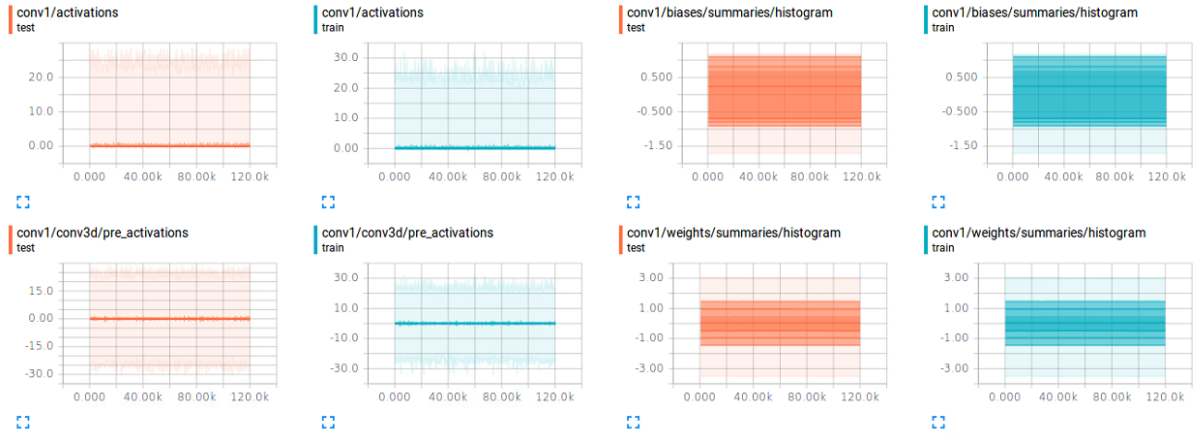 conv1/activations
test
20.0
10.0
0.00
0.000 40.00k 80.00k 120.0k
conv1/activations
train
30.0
20.0
10.0
0.00
0.000 40.00k 80.00k 120.0k
conv1/biases/summaries/histogram
test
0.500
-0.500
-1.50
0.000 40.00k 80.00k 120.0k
conv1/biases/summaries/histogram
train
0.500
-0.500
-1.50
0.000 40.00k 80.00k 120.0k
conv1/conv3d/pre_activations
test
15.0
0.00
-15.0
-30.0
0.000 40.00k 80.00k 120.0k
conv1/conv3d/pre_activations
train
30.0
10.0
-10.0
-30.0
0.000 40.00k 80.00k 120.0k
conv1/weights/summaries/histogram
test
3.00
1.00
-1.00
-3.00
0.000 40.00k 80.00k 120.0k
conv1/weights/summaries/histogram
train
3.00
1.00
-1.00
-3.00
0.000 40.00k 80.00k 120.0k